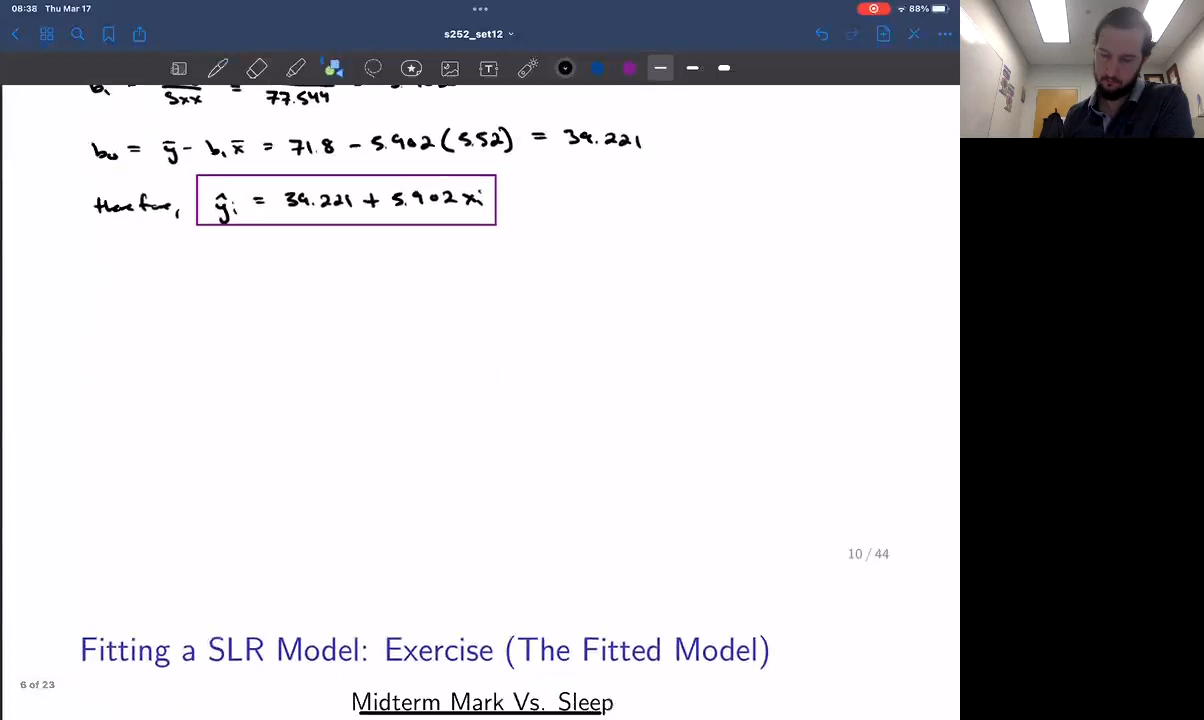 08:38 Thu Mar 17
88%
s252_set12
Sxx = 77.544
b₀ = ȳ - b₁x̄ = 71.8 - 5.902(5.52) = 39.221
therefore, ŷᵢ = 39.221 + 5.902xᵢ
10 / 44
Fitting a SLR Model: Exercise (The Fitted Model)
6 of 23
Midterm Mark Vs. Sleep